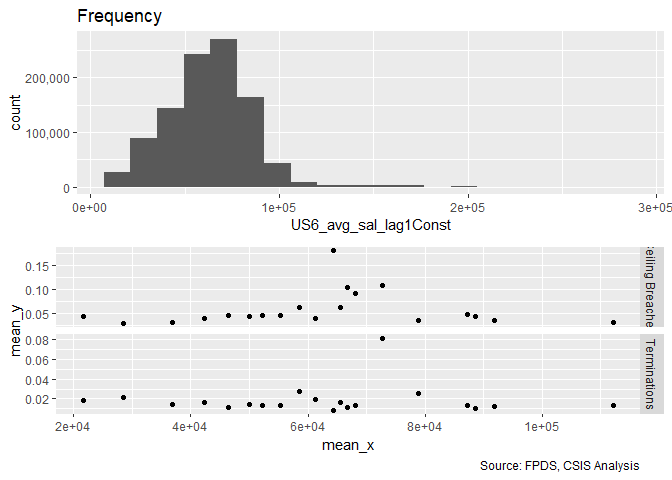 Frequency
count
200,000
100,000
0
0e+00 1e+05 2e+05 3e+05
US6_avg_sal_lag1Const
mean_y
0.15
0.10
0.05
eiling Breache
0.08
0.06
0.04
0.02
Terminations
2e+04 4e+04 6e+04 8e+04 1e+05
mean_x
Source: FPDS, CSIS Analysis